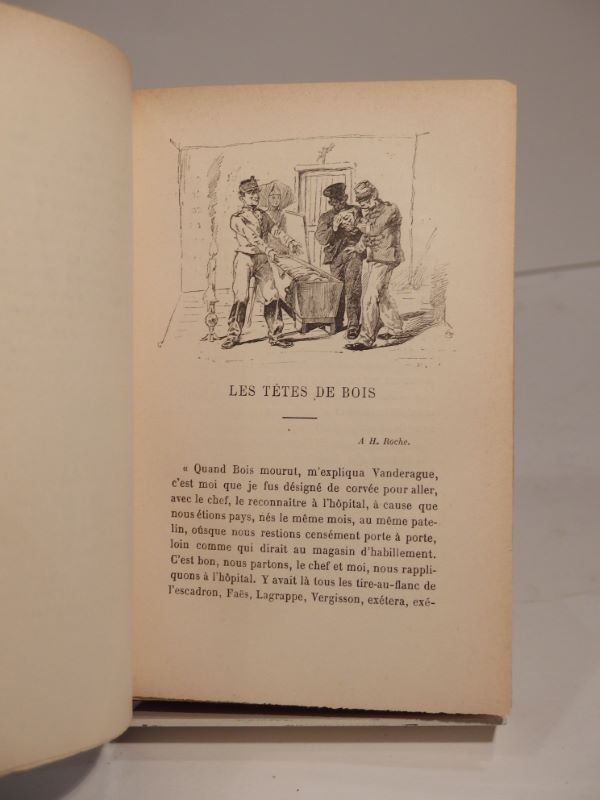 LES TÊTES DE BOIS
A H. Roche.
« Quand Bois mourut, m'expliqua Vanderague,
c'est moi que je fus désigné de corvée pour aller,
avec le chef, le reconnaître à l'hôpital, à cause que
nous étions pays, nés le même mois, au même pate-
lin, oùsque nous restions censément porte à porte,
loin comme qui dirait au magasin d'habillement.
C'est bon, nous partons, le chef et moi, nous rappli-
quons à l'hôpital. Y avait là tous les tire-au-flanc de
l'escadron, Faës, Lagrappe, Vergisson, exétera, exé-